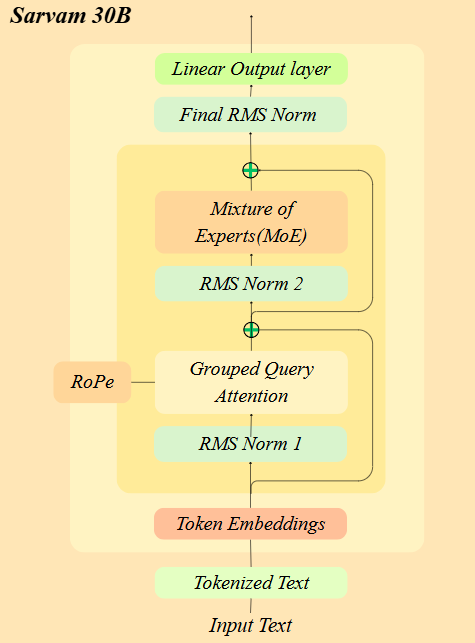 Sarvam 30B
Linear Output layer
Final RMS Norm
Mixture of
Experts(MoE)
RMS Norm 2
Grouped Query
Attention
RoPe
RMS Norm 1
Token Embeddings
Tokenized Text
Input Text